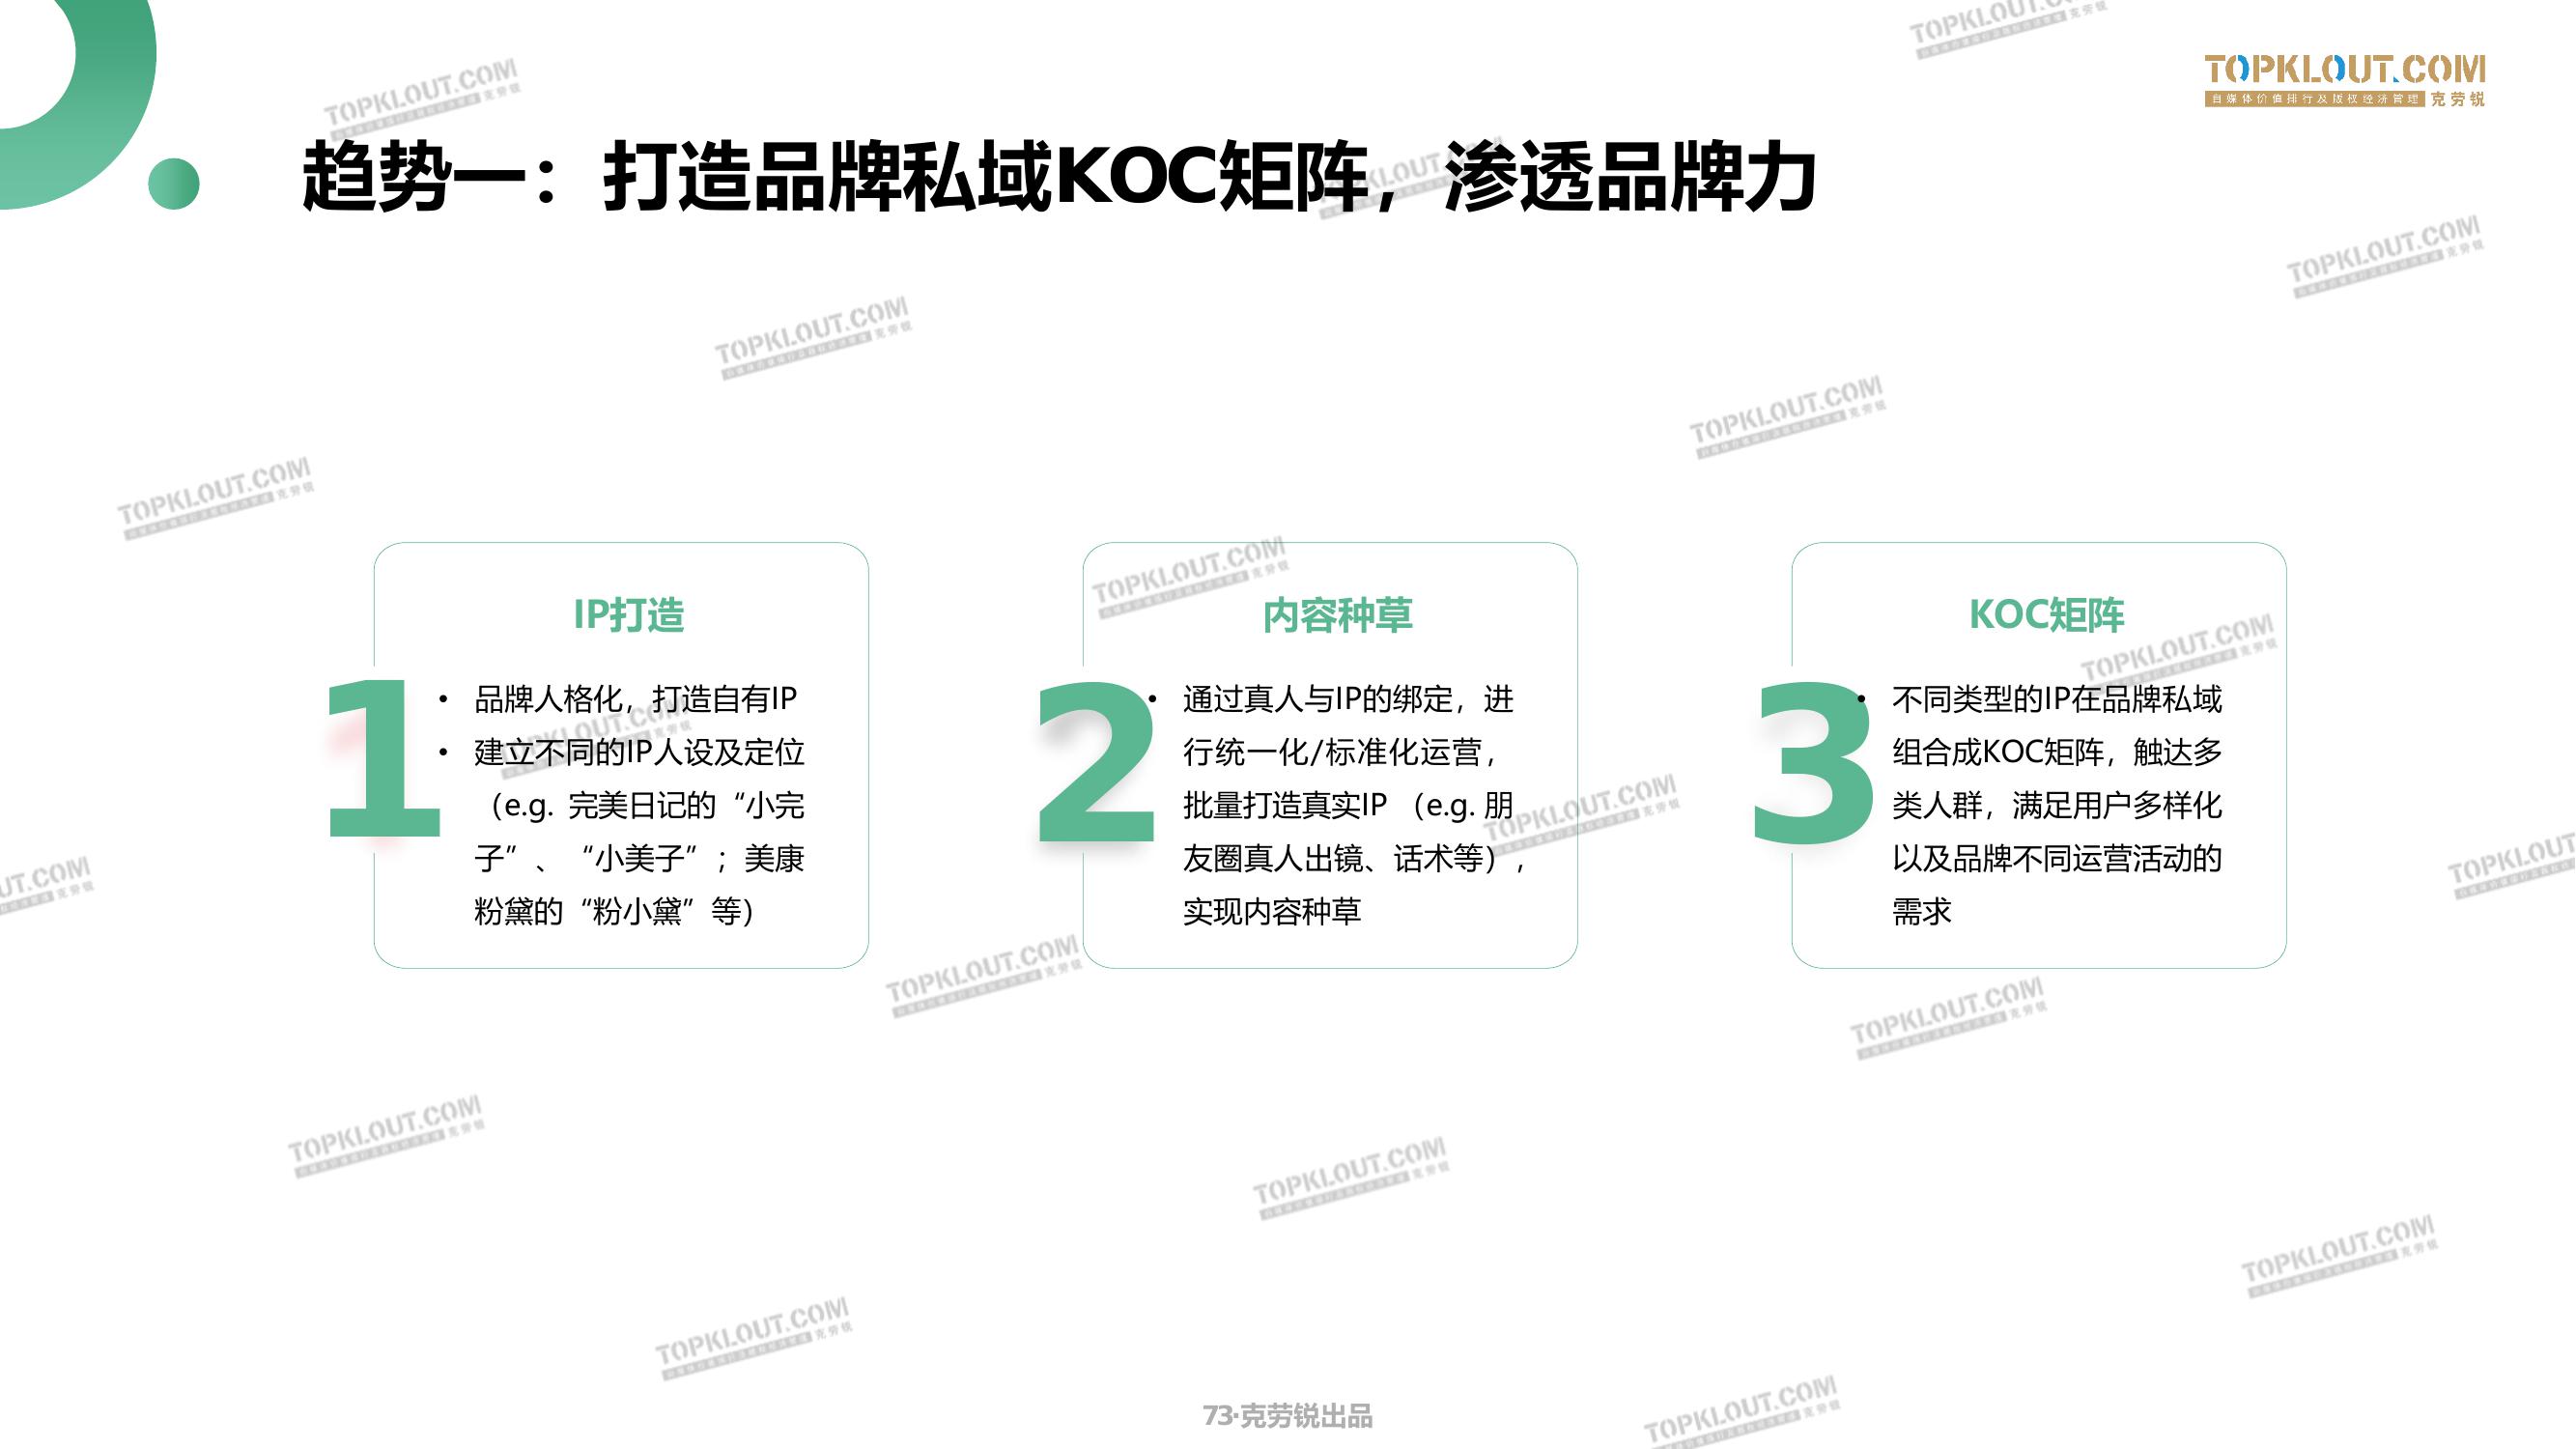 TOPKLOUT.COM
自媒体价值排行及版权经济管理 克劳锐
趋势一：打造品牌私域KOC矩阵，渗透品牌力
1
IP打造
• 品牌人格化，打造自有IP
• 建立不同的IP人设及定位
（e.g. 完美日记的“小完
子”、“小美子”；美康
粉黛的“粉小黛”等）
2
内容种草
• 通过真人与IP的绑定，进
行统一化/标准化运营，
批量打造真实IP （e.g. 朋
友圈真人出镜、话术等），
实现内容种草
3
KOC矩阵
• 不同类型的IP在品牌私域
组合成KOC矩阵，触达多
类人群，满足用户多样化
以及品牌不同运营活动的
需求
73·克劳锐出品